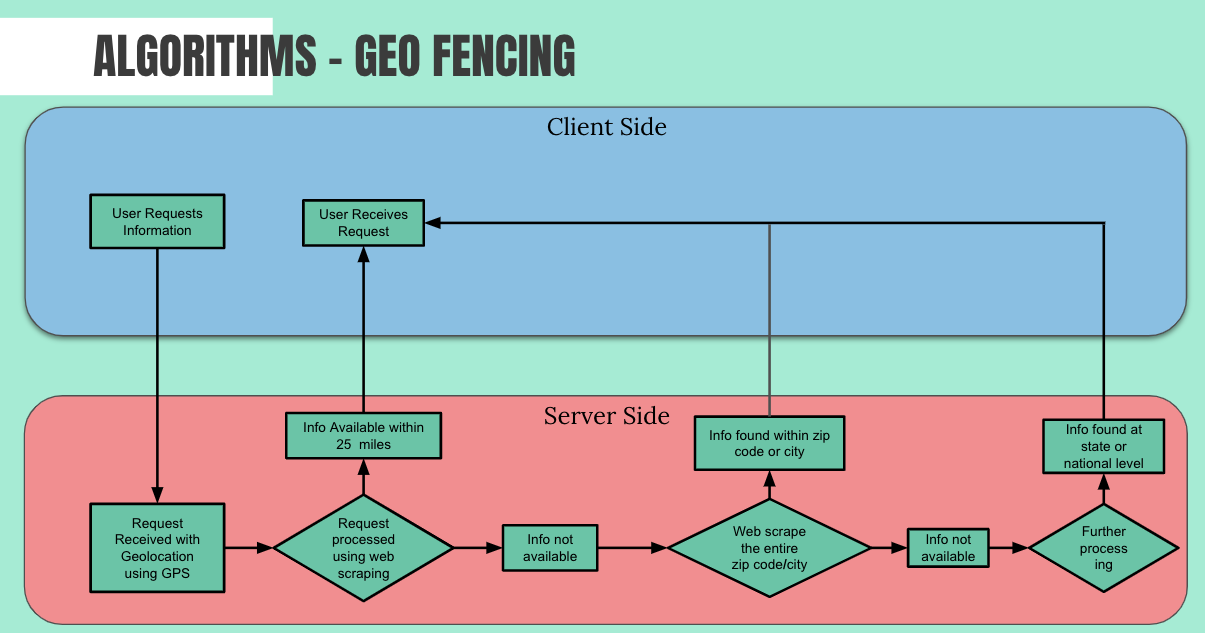 ALGORITHMS - GEO FENCING
Client Side
User Requests
Information
User Receives
Request
Server Side
Info Available within
25 miles
Info found within zip
code or city
Info found at
state or
national level
Request
Received with
Geolocation
using GPS
Request
processed
using web
scraping
Info not
available
Web scrape
the entire
zip code/city
Info not
available
Further
process
ing